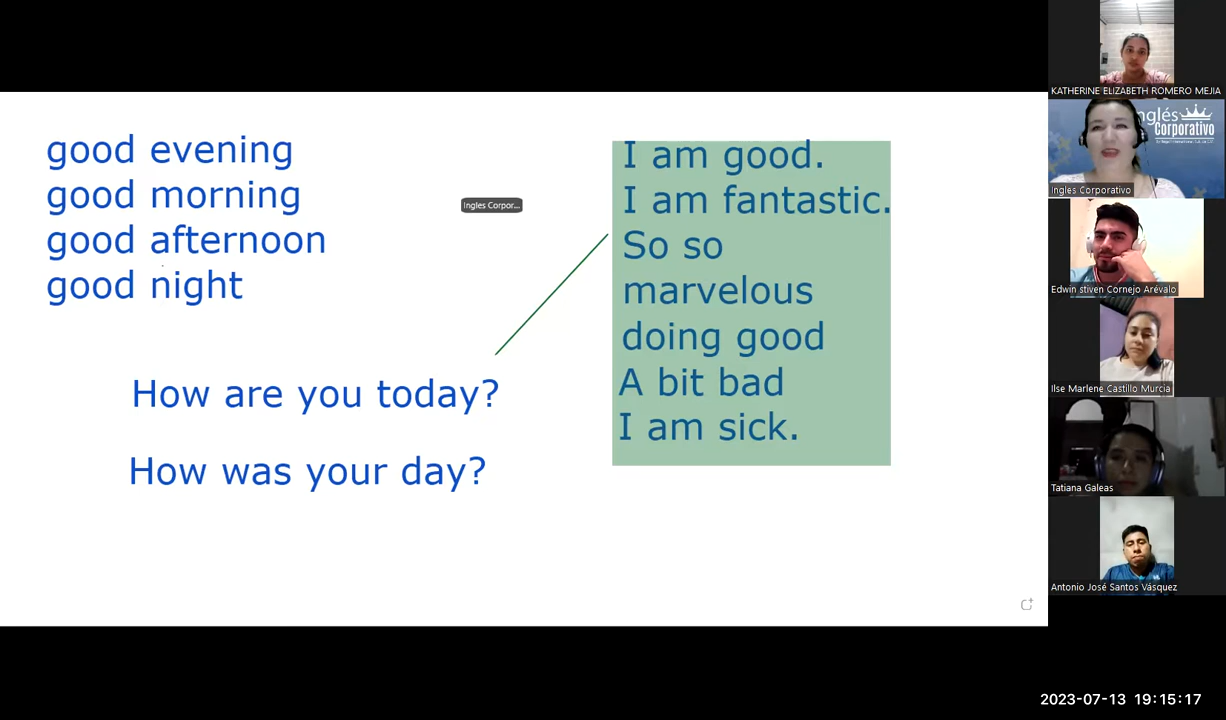 good evening
good morning
good afternoon
good night
Ingles Corpor...
How are you today?
How was your day?
I am good.
I am fantastic.
So so
marvelous
doing good
A bit bad
I am sick.
KATHERINE ELIZABETH ROMERO MEJIA
nglés
Corporativo
Ingles Corporativo
Edwin stiven Cornejo Arévalo
Ilse Marlene Castillo Murcia
Tatiana Galeas
Antonio José Santos Vásquez
2023-07-13 19:15:17